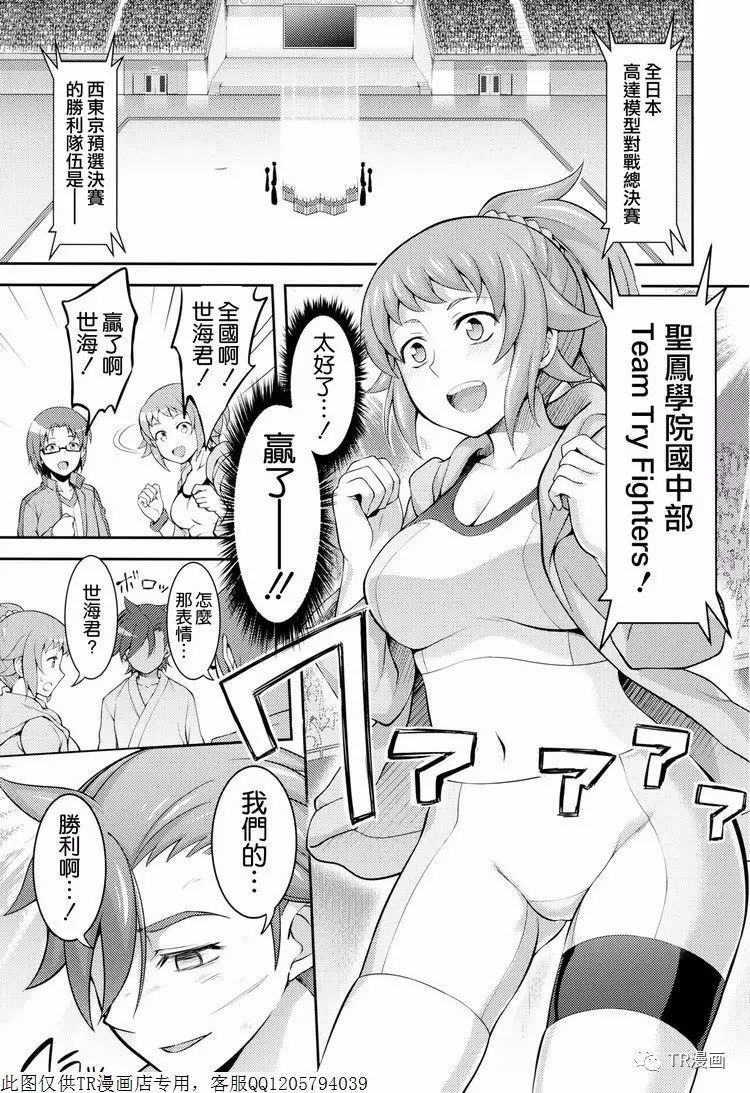 全日本
高達模型對戰總決賽
西東京預選決賽
的勝利隊伍是——
聖鳳學院國中部
Team Try Fighters！
太好了…！
贏了——!!
全國啊！
世海君！
贏了啊
世海！
ワァァァァ
怎麼
那表情…
世海君？
ボロッ
我們的…
勝利啊…！
グラッ…
TR漫画
此图仅供TR漫画店专用，客服QQ1205794039